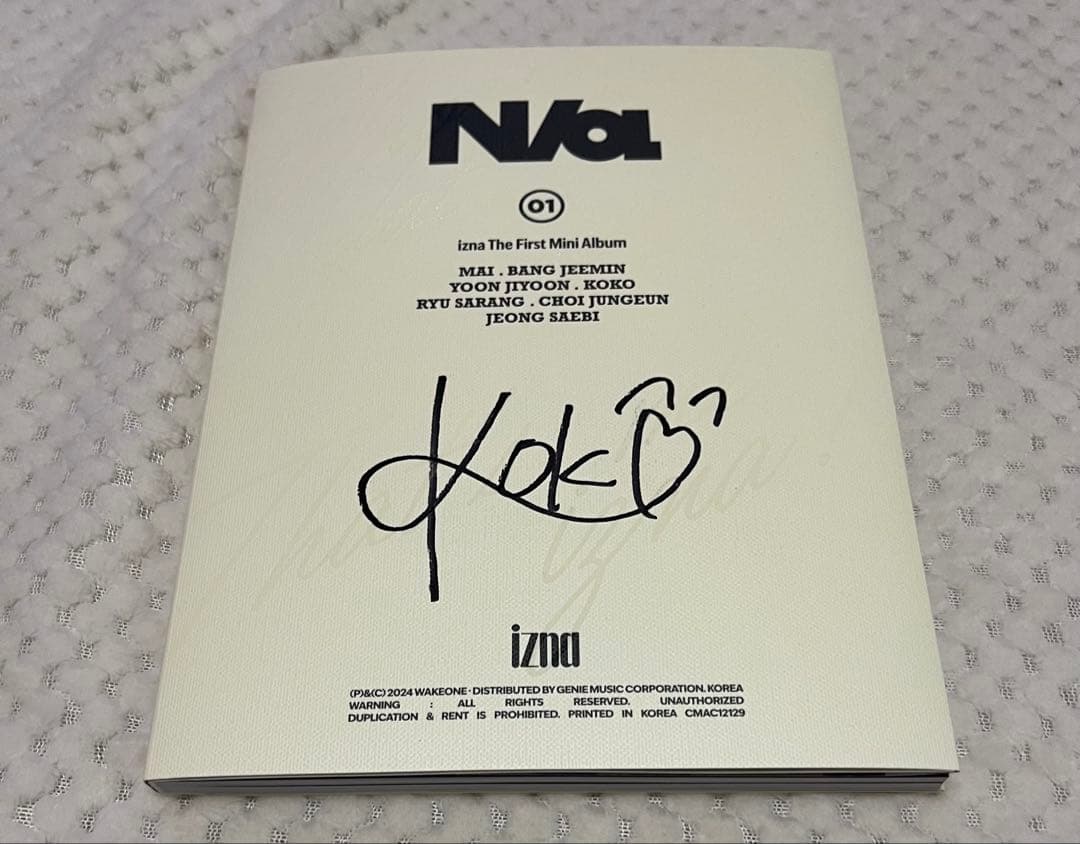 N/a
01
izna The First Mini Album
MAI . BANG JEEMIN
YOON JIYOON . KOKO
RYU SARANG . CHOI JUNGEUN
JEONG SAEBI
Koko
izna
izna
(P)&(C) 2024 WAKEONE · DISTRIBUTED BY GENIE MUSIC CORPORATION. KOREA
WARNING : ALL RIGHTS RESERVED. UNAUTHORIZED
DUPLICATION & RENT IS PROHIBITED. PRINTED IN KOREA CMAC12129